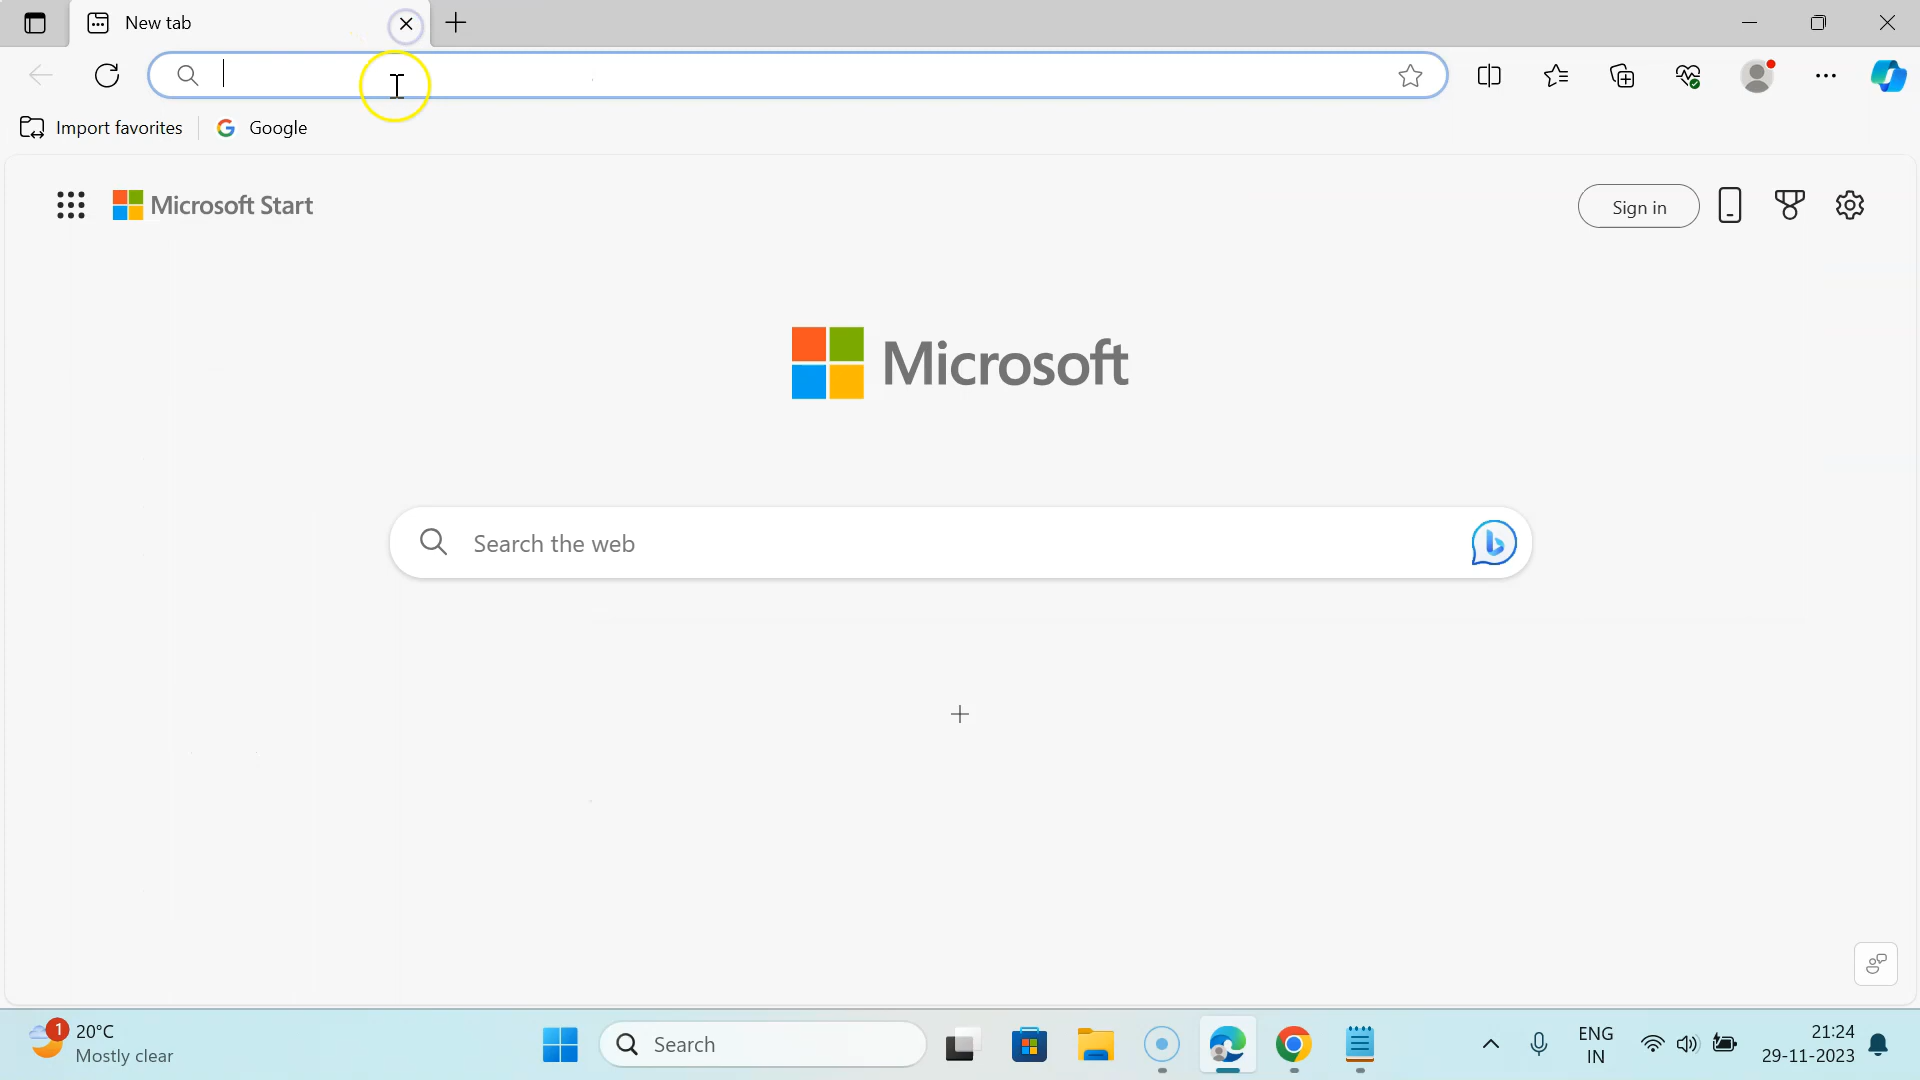 New tab
Import favorites
Google
Microsoft Start
Sign in
Microsoft
Search the web
1
20°C
Mostly clear
Search
ENG
IN
21:24
29-11-2023